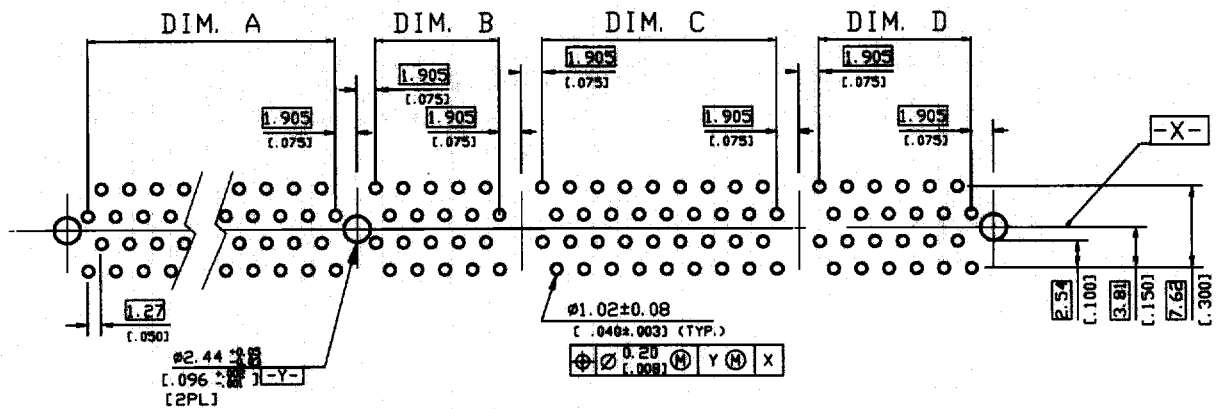 DIM. A
DIM. B
DIM. C
DIM. D
1.905
[.075]
1.905
[.075]
1.905
[.075]
1.905
[.075]
1.905
[.075]
1.905
[.075]
1.905
[.075]
-X-
1.27
[.050]
2.54
[.100]
3.81
[.150]
7.62
[.300]
ø1.02±0.08
[ .040±.003] (TYP.)
⌖ ∅ 0.20 Ⓜ Y Ⓜ X
[.008]
ø2.44
[.096 ] -Y-
[2PL]